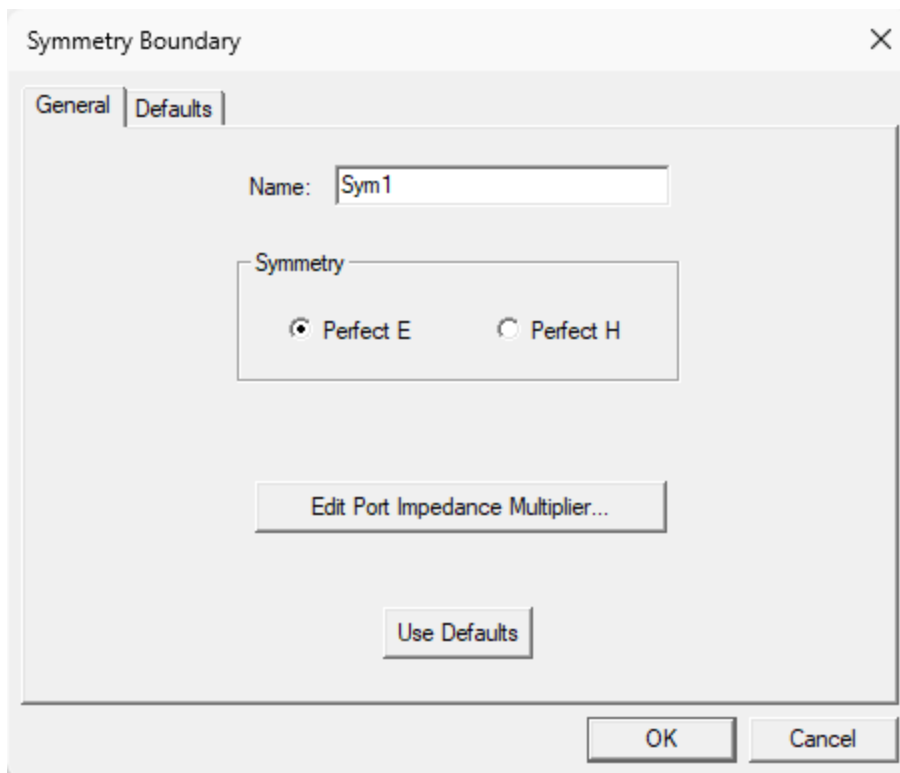 Symmetry Boundary
General Defaults
Name: Sym1
Symmetry
Perfect E Perfect H
Edit Port Impedance Multiplier...
Use Defaults
OK Cancel